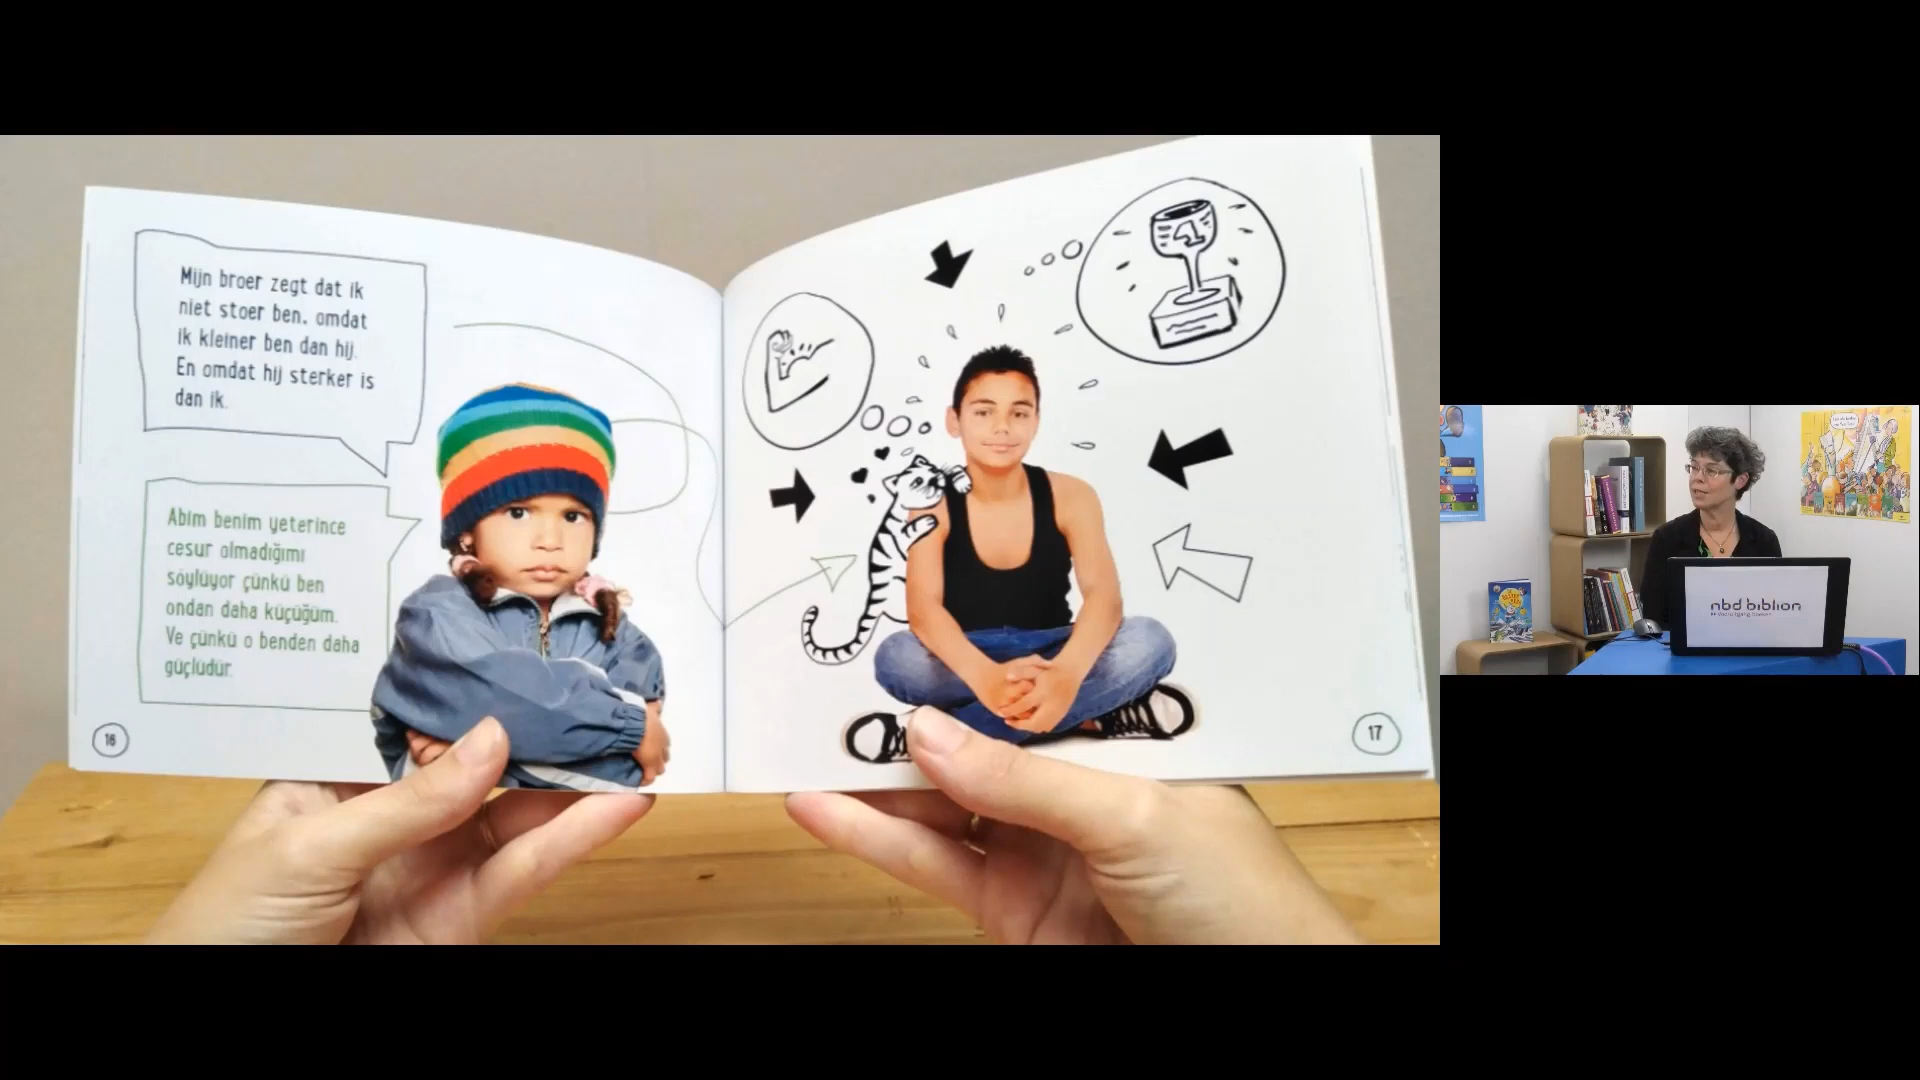 Mijn broer zegt dat ik
niet stoer ben, omdat
ik kleiner ben dan hij.
En omdat hij sterker is
dan ik.
Abim benim yeterince
cesur olmadığımı
söylüyor çünkü ben
ondan daha küçüğüm.
Ve çünkü o benden daha
güçlüdür.
16
1
17
nbd biblion